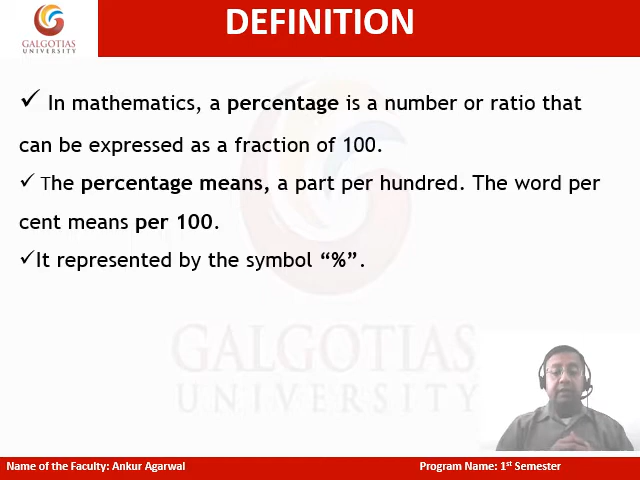 GALGOTIAS
UNIVERSITY
DEFINITION
✓ In mathematics, a percentage is a number or ratio that
can be expressed as a fraction of 100.
✓ The percentage means, a part per hundred. The word per
cent means per 100.
✓It represented by the symbol “%”.
GALGOTIAS
UNIVERSITY
Name of the Faculty: Ankur Agarwal
Program Name: 1st Semester